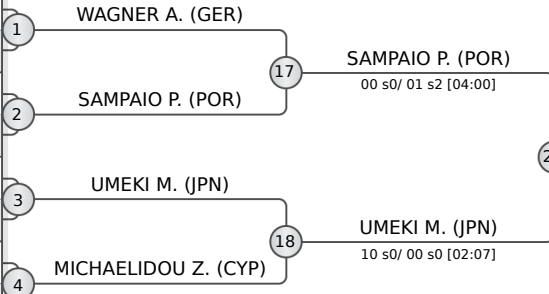 WAGNER A. (GER)
1
17
SAMPAIO P. (POR)
00 s0/ 01 s2 [04:00]
SAMPAIO P. (POR)
2
UMEKI M. (JPN)
3
18
UMEKI M. (JPN)
10 s0/ 00 s0 [02:07]
MICHAELIDOU Z. (CYP)
4